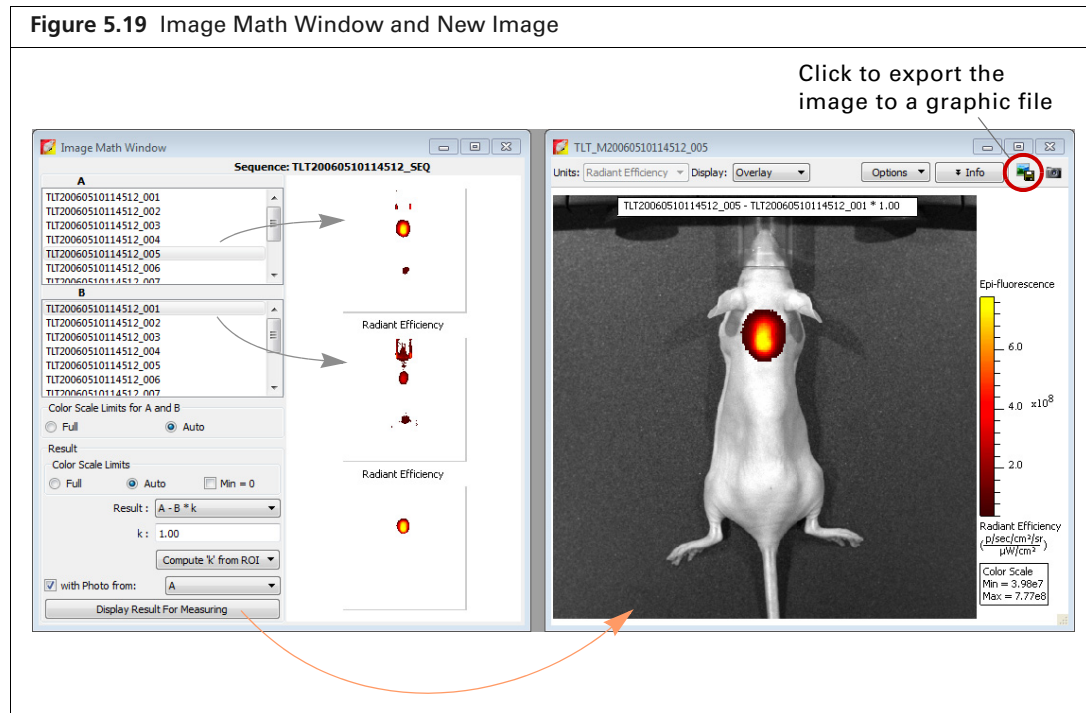 Figure 5.19 Image Math Window and New Image
Click to export the
image to a graphic file
Image Math Window
Sequence: TLT20060510114512_SEQ
A
TLT20060510114512_001
TLT20060510114512_002
TLT20060510114512_003
TLT20060510114512_004
TLT20060510114512_005
TLT20060510114512_006
TLT20060510114512_007
B
TLT20060510114512_001
TLT20060510114512_002
TLT20060510114512_003
TLT20060510114512_004
TLT20060510114512_005
TLT20060510114512_006
TLT20060510114512_007
Color Scale Limits for A and B
Full Auto
Result
Color Scale Limits
Full Auto Min = 0
Result : A - B * k
k : 1.00
Compute 'k' from ROI
with Photo from: A
Display Result For Measuring
Radiant Efficiency
Radiant Efficiency
TLT_M20060510114512_005
Units: Radiant Efficiency Display: Overlay Options Info
TLT20060510114512_005 - TLT20060510114512_001 * 1.00
Epi-fluorescence
6.0
4.0 x10⁸
2.0
Radiant Efficiency
(p/sec/cm²/sr / µW/cm²)
Color Scale
Min = 3.98e7
Max = 7.77e8